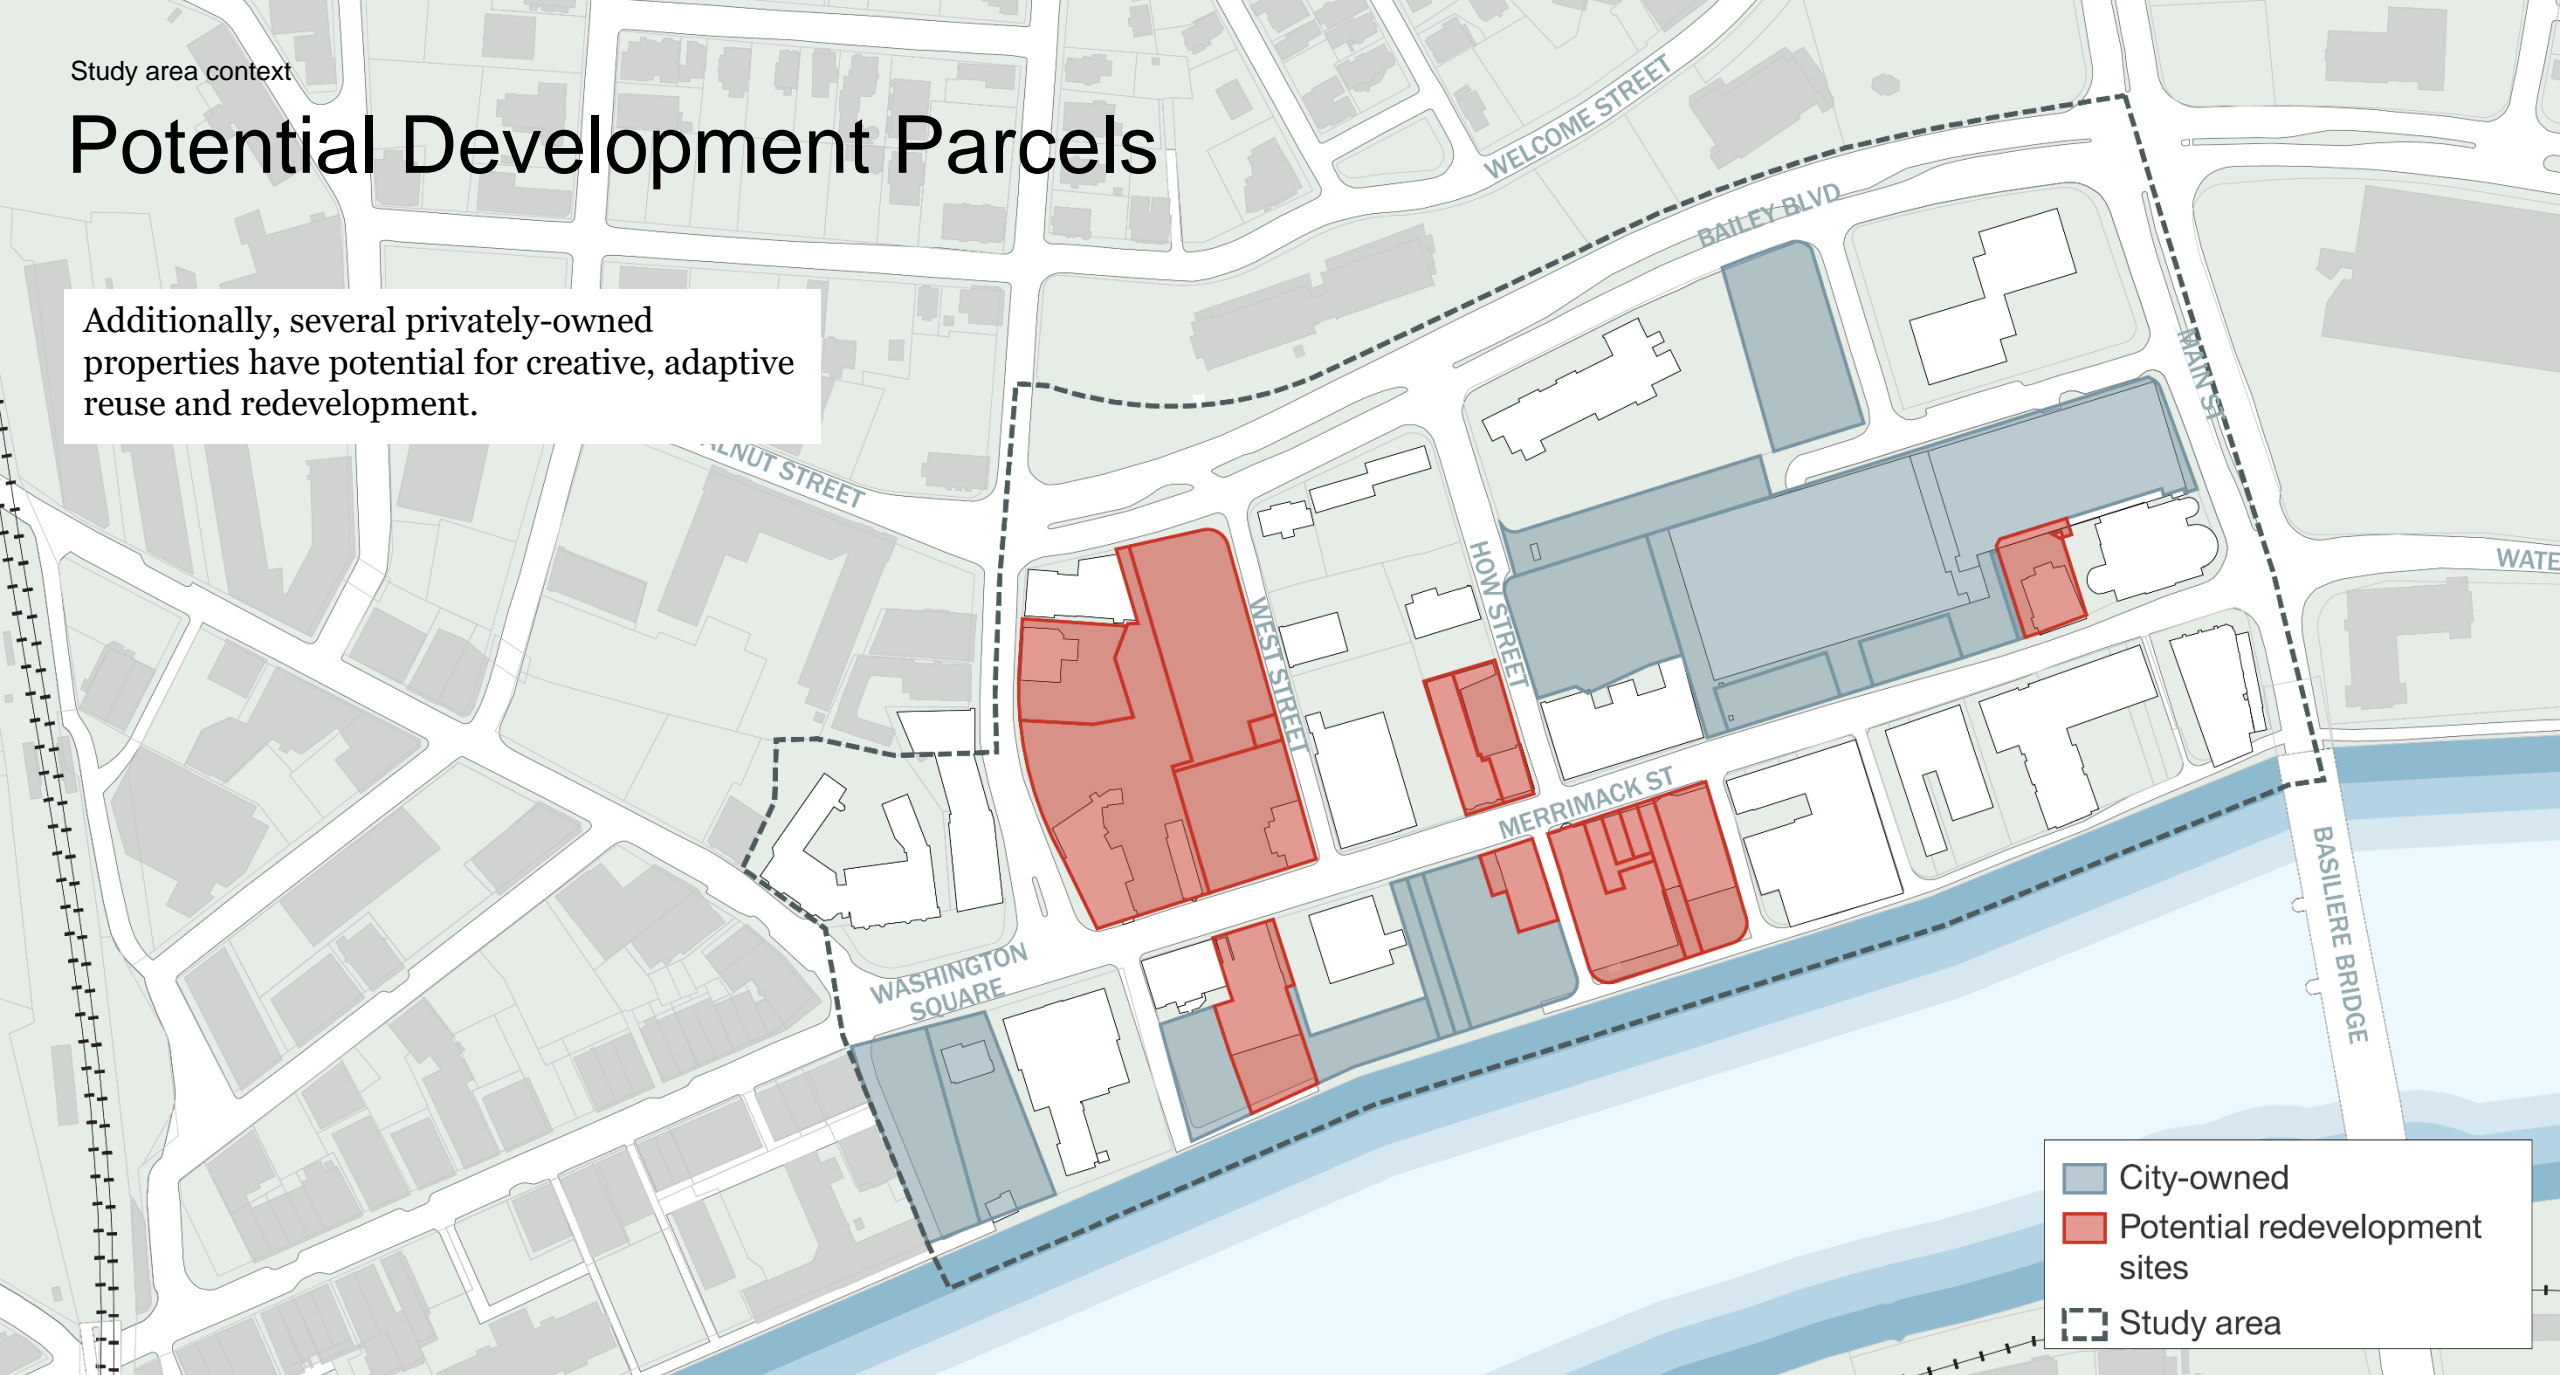 Study area context
Potential Development Parcels
Additionally, several privately-owned
properties have potential for creative, adaptive
reuse and redevelopment.
WELCOME STREET
BAILEY BLVD
MAIN ST
LNUT STREET
WATE
HOW STREET
WEST STREET
MERRIMACK ST
BASILIERE BRIDGE
WASHINGTON
SQUARE
City-owned
Potential redevelopment
sites
Study area